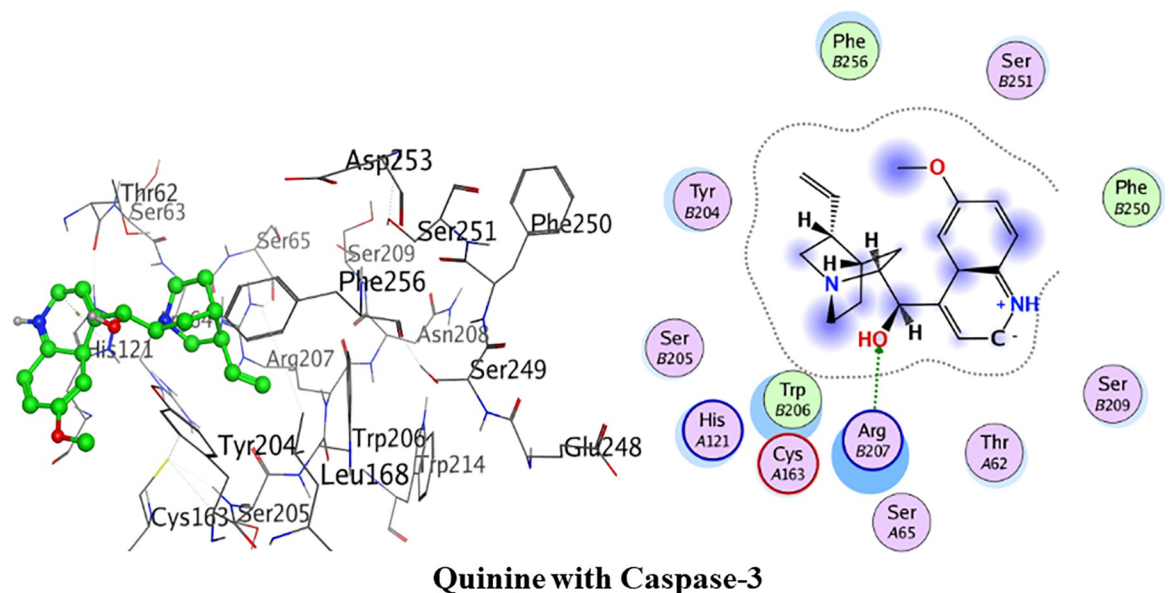 Asp253
Thr62
Ser63
Ser65
Ser251
Phe250
Ser209
Phe256
Asn208
His121
Arg207
Ser249
Tyr204
Trp206
Leu168
Trp214
Glu248
Cys163
Ser205
Phe
B256
Ser
B251
Tyr
B204
Phe
B250
O
H
H
N
+
NH
HO
H
C-
Ser
B205
Trp
B206
His
A121
Cys
A163
Arg
B207
Thr
A62
Ser
B209
Ser
A65
Quinine with Caspase-3